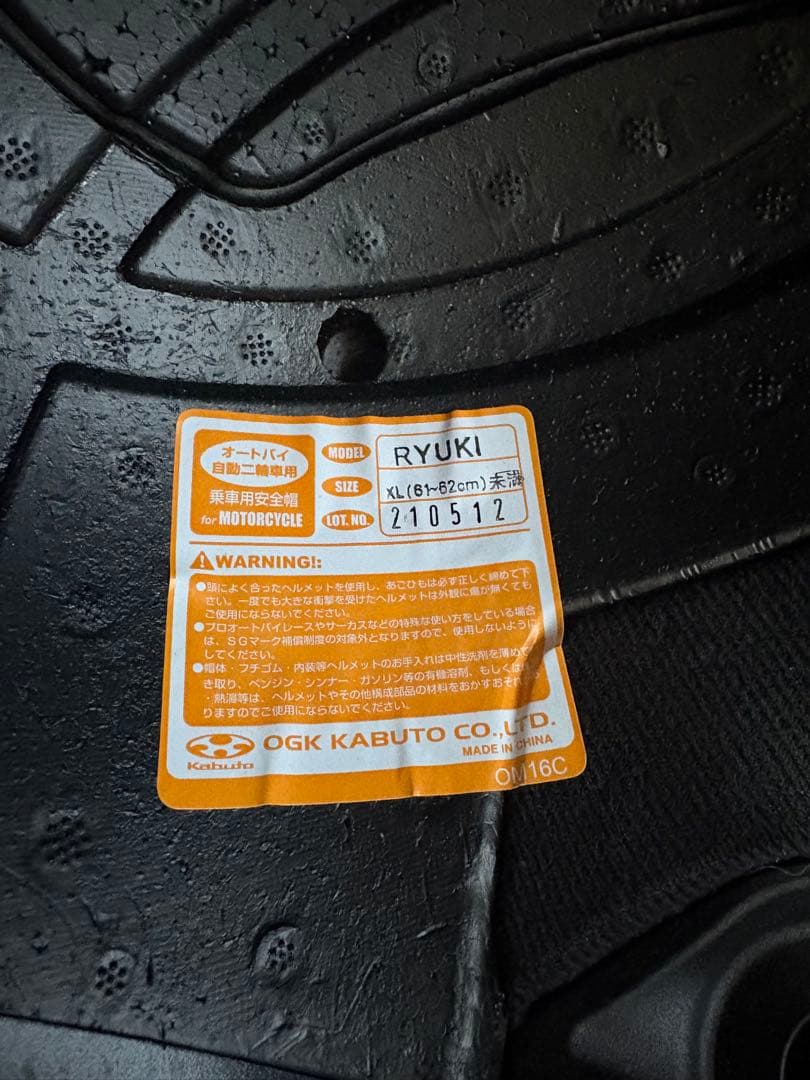 オートバイ
自動二輪車用
乗車用安全帽
for MOTORCYCLE
MODEL RYUKI
SIZE XL(61~62cm)未満
LOT. NO. 210512
WARNING!:
●頭によく合ったヘルメットを使用し、あごひもは必ず正しく締めて下
さい。一度でも大きな衝撃を受けたヘルメットは外観に傷が無くても
ご使用にならないでください。
●プロオートバイレースやサーカスなどの特殊な使い方をしている場合
は、SGマーク補償制度の対象外となりますので、使用しないように
してください。
●帽体・フチゴム・内装等ヘルメットのお手入れは中性洗剤を薄めて
き取り、ベンジン・シンナー・ガソリン等の有機溶剤、もしくは
・熱湯等は、ヘルメットやその他構成部品の材料をおかすおそれ
りますのでご使用にならないでください。
Kabuto
OGK KABUTO CO.,LTD.
MADE IN CHINA
OM16C